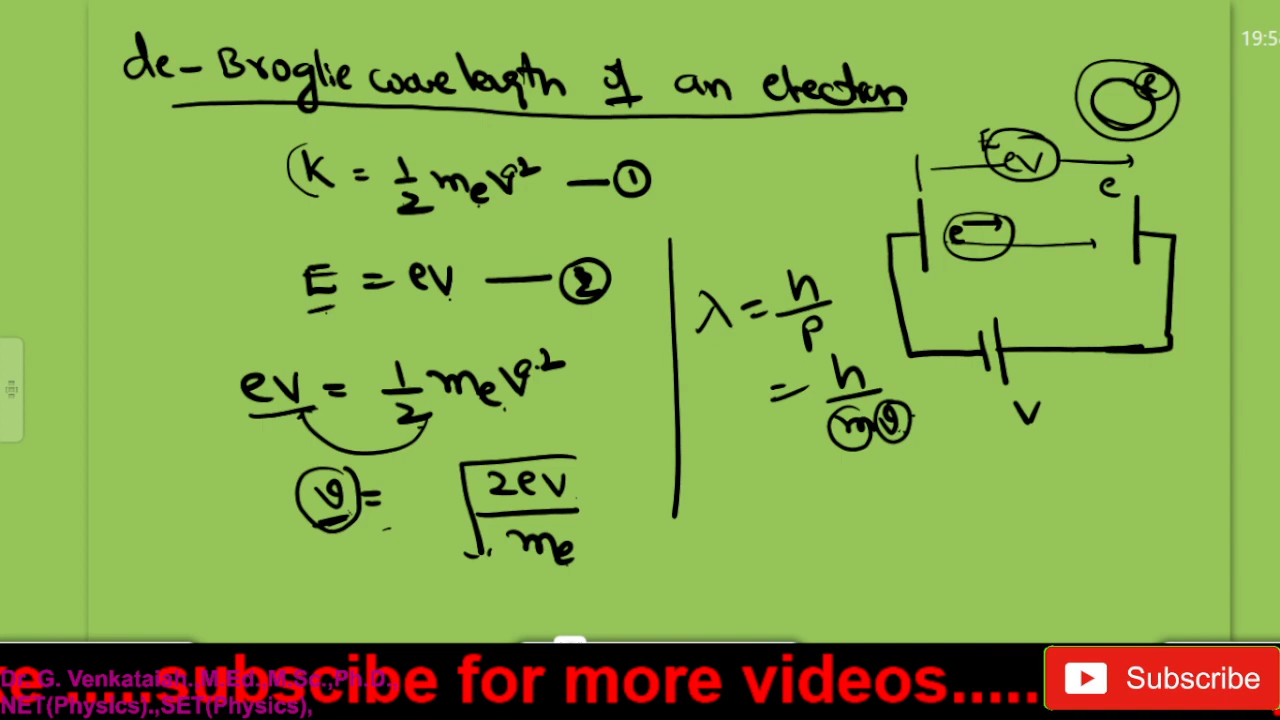 de-Broglie wavelength of an electron
K = 1/2 mₑv² — ①
E = eV — ②
eV = 1/2 mₑv²
v = √(2eV/mₑ)
λ = h/p
= h/mv
e
E eV
e
e
V
19:5
..subscribe for more videos.....
Dr. G. Venkataiah. M.Ed. M.Sc.,Ph.D.
NET(Physics).,SET(Physics),
Subscribe